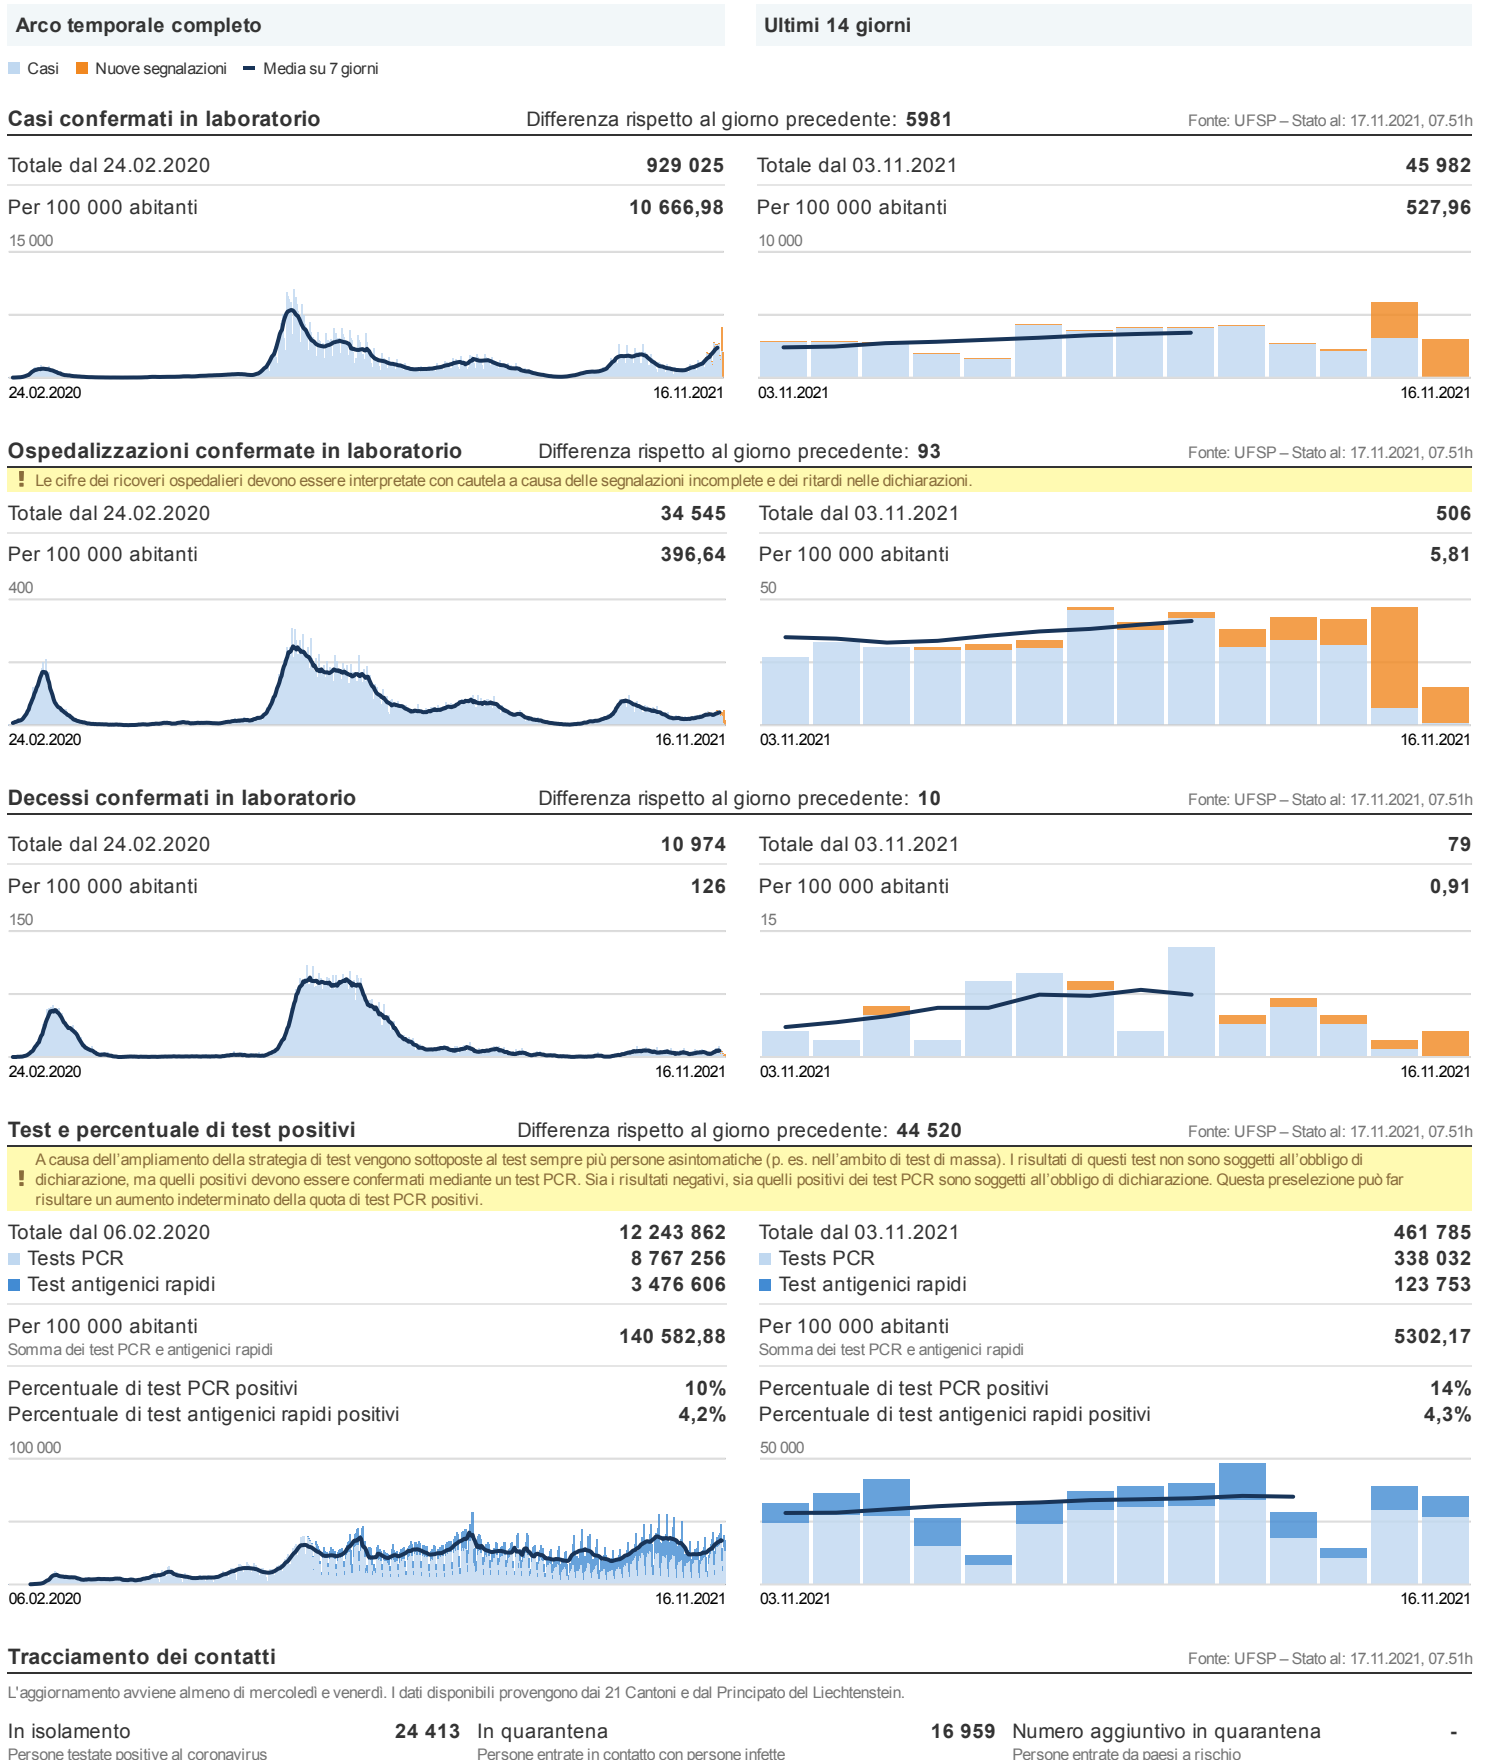 Arco temporale completo
Ultimi 14 giorni
Casi Nuove segnalazioni Media su 7 giorni
Casi confermati in laboratorio Differenza rispetto al giorno precedente: 5981 Fonte: UFSP – Stato al: 17.11.2021, 07.51h
Totale dal 24.02.2020 929 025
Per 100 000 abitanti 10 666,98
15 000
24.02.2020 16.11.2021
Totale dal 03.11.2021 45 982
Per 100 000 abitanti 527,96
10 000
03.11.2021 16.11.2021
Ospedalizzazioni confermate in laboratorio Differenza rispetto al giorno precedente: 93 Fonte: UFSP – Stato al: 17.11.2021, 07.51h
! Le cifre dei ricoveri ospedalieri devono essere interpretate con cautela a causa delle segnalazioni incomplete e dei ritardi nelle dichiarazioni.
Totale dal 24.02.2020 34 545
Per 100 000 abitanti 396,64
400
24.02.2020 16.11.2021
Totale dal 03.11.2021 506
Per 100 000 abitanti 5,81
50
03.11.2021 16.11.2021
Decessi confermati in laboratorio Differenza rispetto al giorno precedente: 10 Fonte: UFSP – Stato al: 17.11.2021, 07.51h
Totale dal 24.02.2020 10 974
Per 100 000 abitanti 126
150
24.02.2020 16.11.2021
Totale dal 03.11.2021 79
Per 100 000 abitanti 0,91
15
03.11.2021 16.11.2021
Test e percentuale di test positivi Differenza rispetto al giorno precedente: 44 520 Fonte: UFSP – Stato al: 17.11.2021, 07.51h
A causa dell'ampliamento della strategia di test vengono sottoposte al test sempre più persone asintomatiche (p. es. nell'ambito di test di massa). I risultati di questi test non sono soggetti all'obbligo di
! dichiarazione, ma quelli positivi devono essere confermati mediante un test PCR. Sia i risultati negativi, sia quelli positivi dei test PCR sono soggetti all'obbligo di dichiarazione. Questa preselezione può far
risultare un aumento indeterminato della quota di test PCR positivi.
Totale dal 06.02.2020 12 243 862
Tests PCR 8 767 256
Test antigenici rapidi 3 476 606
Per 100 000 abitanti 140 582,88
Somma dei test PCR e antigenici rapidi
Percentuale di test PCR positivi 10%
Percentuale di test antigenici rapidi positivi 4,2%
100 000
06.02.2020 16.11.2021
Totale dal 03.11.2021 461 785
Tests PCR 338 032
Test antigenici rapidi 123 753
Per 100 000 abitanti 5302,17
Somma dei test PCR e antigenici rapidi
Percentuale di test PCR positivi 14%
Percentuale di test antigenici rapidi positivi 4,3%
50 000
03.11.2021 16.11.2021
Tracciamento dei contatti Fonte: UFSP – Stato al: 17.11.2021, 07.51h
L'aggiornamento avviene almeno di mercoledì e venerdì. I dati disponibili provengono dai 21 Cantoni e dal Principato del Liechtenstein.
In isolamento 24 413
Persone testate positive al coronavirus
In quarantena 16 959
Persone entrate in contatto con persone infette
Numero aggiuntivo in quarantena -
Persone entrate da paesi a rischio